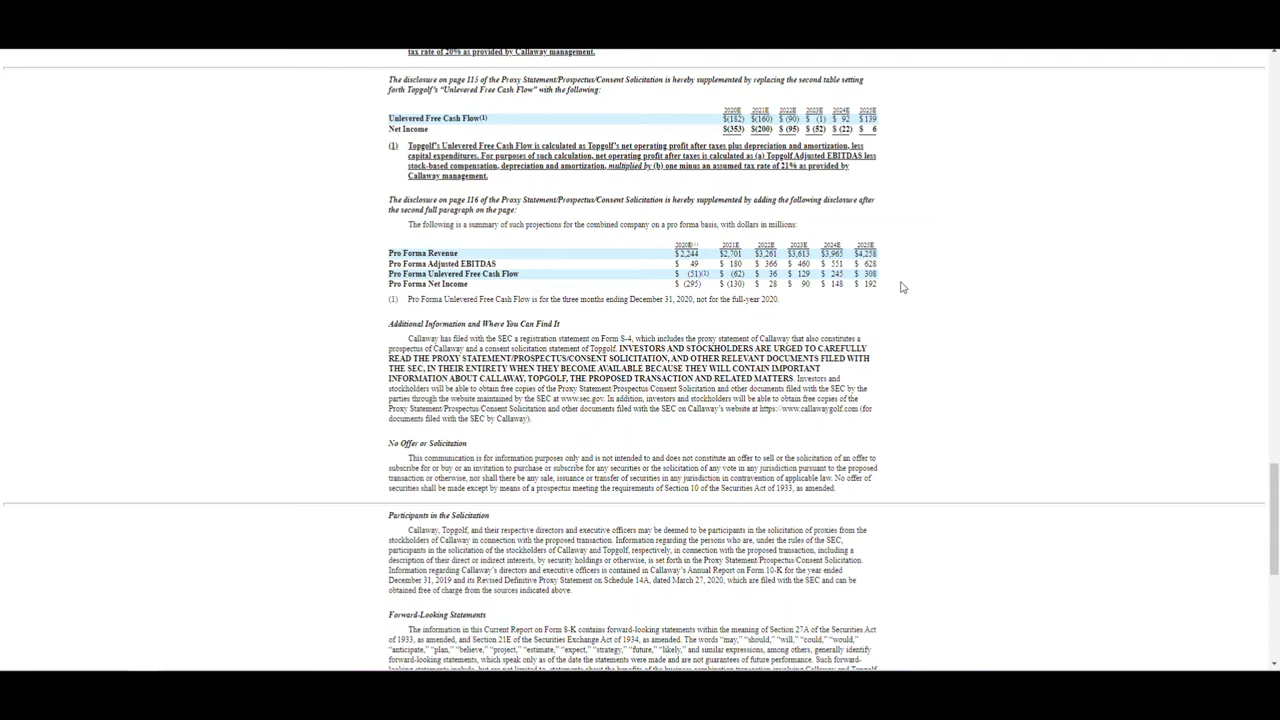 tax rate of 20% as provided by Callaway management.
The disclosure on page 115 of the Proxy Statement/Prospectus/Consent Solicitation is hereby supplemented by replacing the second table setting
forth Topgolf's “Unlevered Free Cash Flow” with the following:
2020E 2021E 2022E 2023E 2024E 2025E
Unlevered Free Cash Flow(1) $(182) $(160) $ (90) $ (1) $ 92 $139
Net Income $(353) $(200) $ (95) $ (52) $ (22) $ 6
(1) Topgolf's Unlevered Free Cash Flow is calculated as Topgolf's net operating profit after taxes plus depreciation and amortization, less
capital expenditures. For purposes of such calculation, net operating profit after taxes is calculated as (a) Topgolf Adjusted EBITDAS less
stock-based compensation, depreciation and amortization, multiplied by (b) one minus an assumed tax rate of 21% as provided by
Callaway management.
The disclosure on page 116 of the Proxy Statement/Prospectus/Consent Solicitation is hereby supplemented by adding the following disclosure after
the second full paragraph on the page:
The following is a summary of such projections for the combined company on a pro forma basis, with dollars in millions:
2020E(1) 2021E 2022E 2023E 2024E 2025E
Pro Forma Revenue $2,244 $2,701 $3,261 $3,613 $3,965 $4,258
Pro Forma Adjusted EBITDAS $ 49 $ 180 $ 366 $ 460 $ 551 $ 628
Pro Forma Unlevered Free Cash Flow $ (51)(1) $ (62) $ 36 $ 129 $ 245 $ 308
Pro Forma Net Income $ (295) $ (130) $ 28 $ 90 $ 148 $ 192
(1) Pro Forma Unlevered Free Cash Flow is for the three months ending December 31, 2020, not for the full-year 2020.
Additional Information and Where You Can Find It
Callaway has filed with the SEC a registration statement on Form S-4, which includes the proxy statement of Callaway that also constitutes a
prospectus of Callaway and a consent solicitation statement of Topgolf. INVESTORS AND STOCKHOLDERS ARE URGED TO CAREFULLY
READ THE PROXY STATEMENT/PROSPECTUS/CONSENT SOLICITATION, AND OTHER RELEVANT DOCUMENTS FILED WITH
THE SEC, IN THEIR ENTIRETY WHEN THEY BECOME AVAILABLE BECAUSE THEY WILL CONTAIN IMPORTANT
INFORMATION ABOUT CALLAWAY, TOPGOLF, THE PROPOSED TRANSACTION AND RELATED MATTERS. Investors and
stockholders will be able to obtain free copies of the Proxy Statement/Prospectus/Consent Solicitation and other documents filed with the SEC by the
parties through the website maintained by the SEC at www.sec.gov. In addition, investors and stockholders will be able to obtain free copies of the
Proxy Statement/Prospectus/Consent Solicitation and other documents filed with the SEC on Callaway's website at https://www.callawaygolf.com (for
documents filed with the SEC by Callaway).
No Offer or Solicitation
This communication is for information purposes only and is not intended to and does not constitute an offer to sell or the solicitation of an offer to
subscribe for or buy or an invitation to purchase or subscribe for any securities or the solicitation of any vote in any jurisdiction pursuant to the proposed
transaction or otherwise, nor shall there be any sale, issuance or transfer of securities in any jurisdiction in contravention of applicable law. No offer of
securities shall be made except by means of a prospectus meeting the requirements of Section 10 of the Securities Act of 1933, as amended.
Participants in the Solicitation
Callaway, Topgolf, and their respective directors and executive officers may be deemed to be participants in the solicitation of proxies from the
stockholders of Callaway in connection with the proposed transaction. Information regarding the persons who are, under the rules of the SEC,
participants in the solicitation of the stockholders of Callaway and Topgolf, respectively, in connection with the proposed transaction, including a
description of their direct or indirect interests, by security holdings or otherwise, is set forth in the Proxy Statement/Prospectus/Consent Solicitation.
Information regarding Callaway's directors and executive officers is contained in Callaway's Annual Report on Form 10-K for the year ended
December 31, 2019 and its Revised Definitive Proxy Statement on Schedule 14A, dated March 27, 2020, which are filed with the SEC and can be
obtained free of charge from the sources indicated above.
Forward-Looking Statements
The information in this Current Report on Form 8-K contains forward-looking statements within the meaning of Section 27A of the Securities Act
of 1933, as amended, and Section 21E of the Securities Exchange Act of 1934, as amended. The words “may,” “should,” “will,” “could,” “would,”
“anticipate,” “plan,” “believe,” “project,” “estimate,” “expect,” “strategy,” “future,” “likely,” and similar expressions, among others, generally identify
forward-looking statements, which speak only as of the date the statements were made and are not guarantees of future performance. Such forward-
looking statements include, but are not limited to, statements about the benefits of the business combination transaction involving Callaway and Topgolf